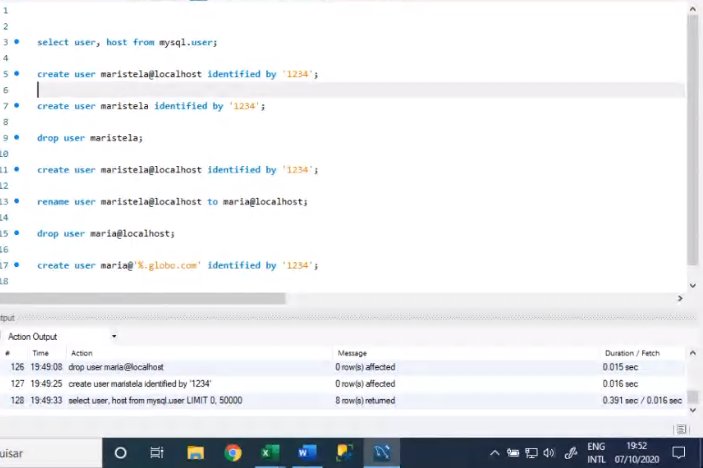 1
2
3 select user, host from mysql.user;
4
5 create user maristela@localhost identified by '1234';
6
7 create user maristela identified by '1234';
8
9 drop user maristela;
10
11 create user maristela@localhost identified by '1234';
12
13 rename user maristela@localhost to maria@localhost;
14
15 drop user maria@localhost;
16
17 create user maria@'%.globo.com' identified by '1234';
18
tput
Action Output
# Time Action Message Duration / Fetch
126 19:49:08 drop user maria@localhost 0 row(s) affected 0.015 sec
127 19:49:25 create user maristela identified by '1234' 0 row(s) affected 0.016 sec
128 19:49:33 select user, host from mysql.user LIMIT 0, 50000 8 row(s) returned 0.391 sec / 0.016 sec
uisar
ENG 19:52
INTL 07/10/2020